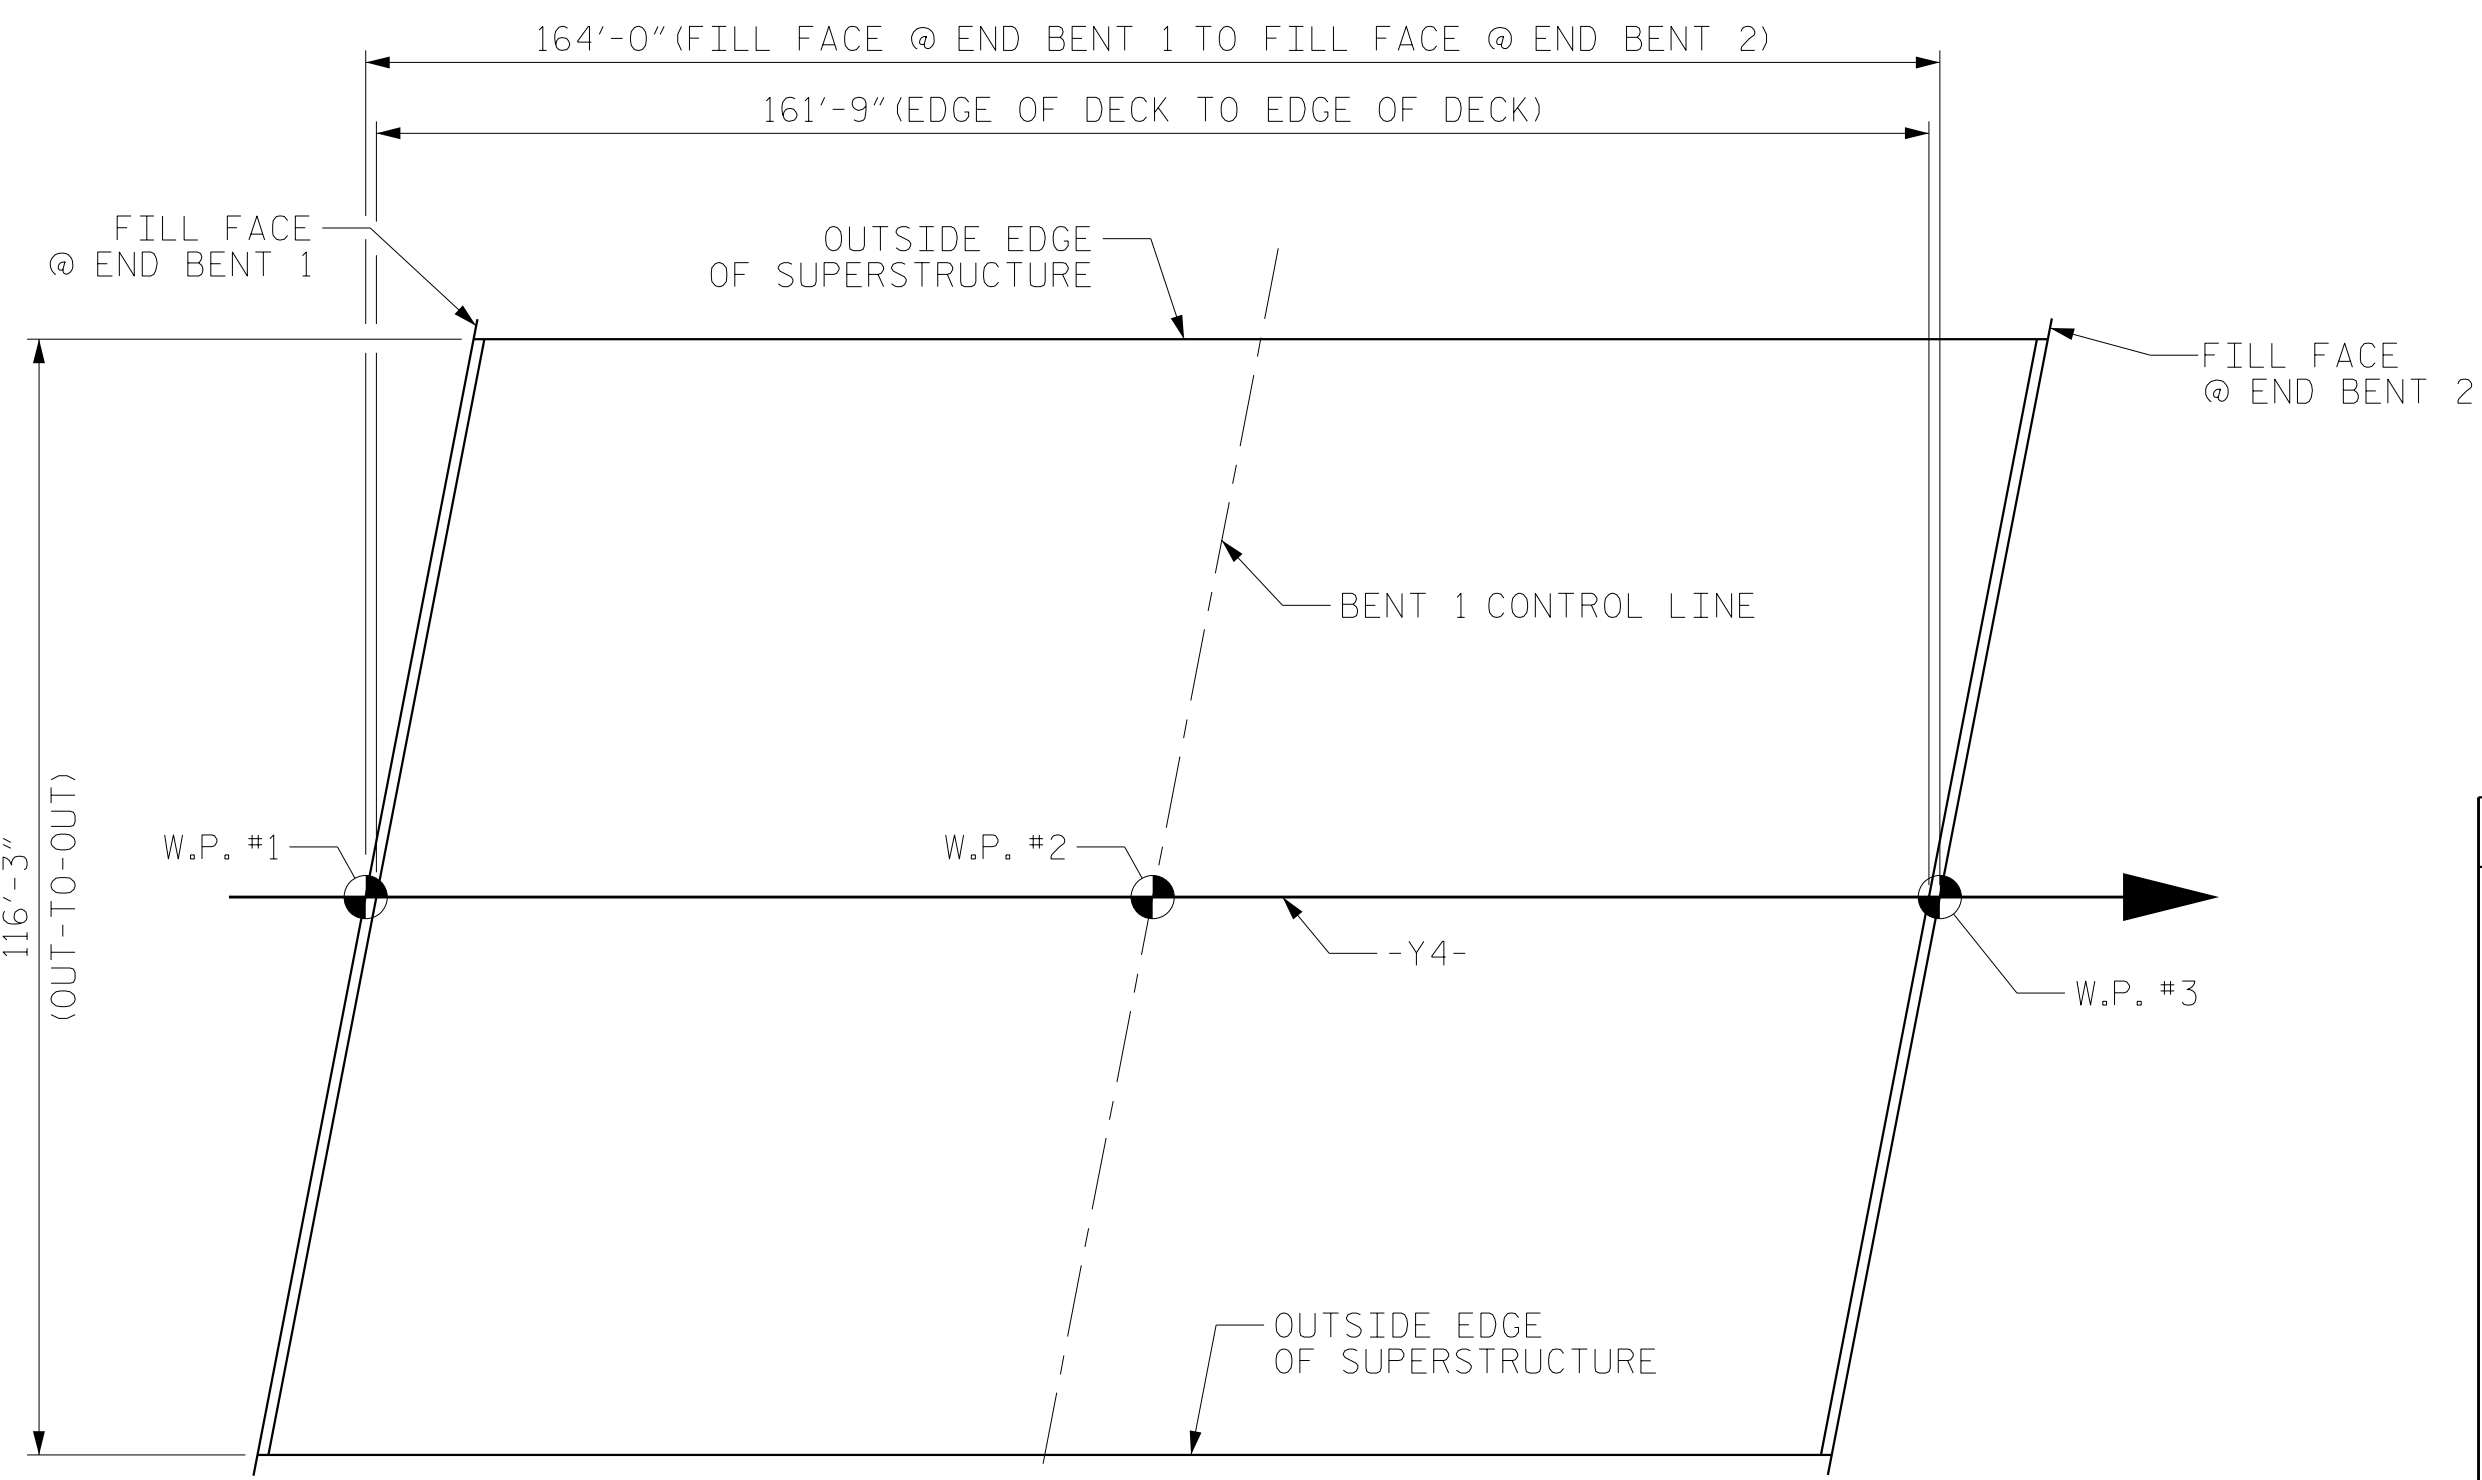 164'-0"(FILL FACE @ END BENT 1 TO FILL FACE @ END BENT 2)
161'-9"(EDGE OF DECK TO EDGE OF DECK)
FILL FACE
@ END BENT 1
OUTSIDE EDGE
OF SUPERSTRUCTURE
FILL FACE
@ END BENT 2
BENT 1 CONTROL LINE
116'-3"
(OUT-TO-OUT)
W.P. #1
W.P. #2
-Y4-
W.P. #3
OUTSIDE EDGE
OF SUPERSTRUCTURE